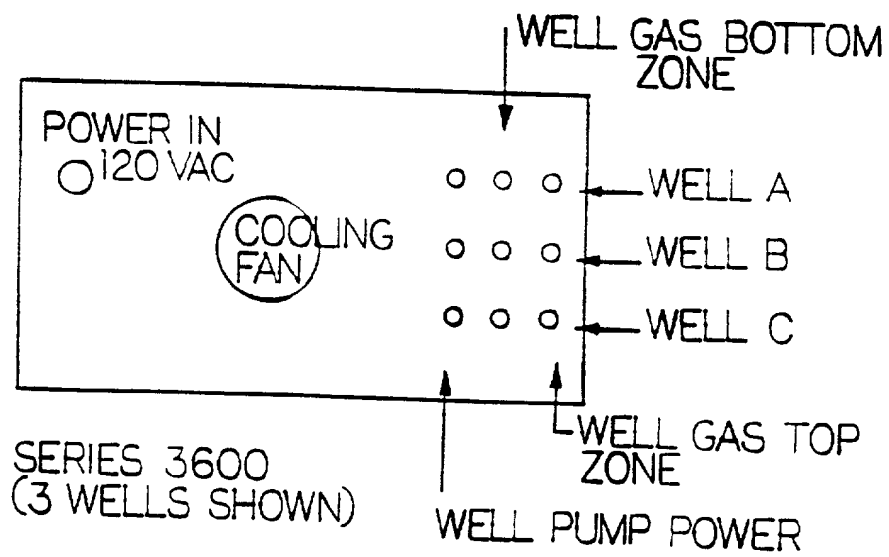 WELL GAS BOTTOM
ZONE
POWER IN
120 VAC
COOLING
FAN
WELL A
WELL B
WELL C
WELL GAS TOP
ZONE
SERIES 3600
(3 WELLS SHOWN)
WELL PUMP POWER